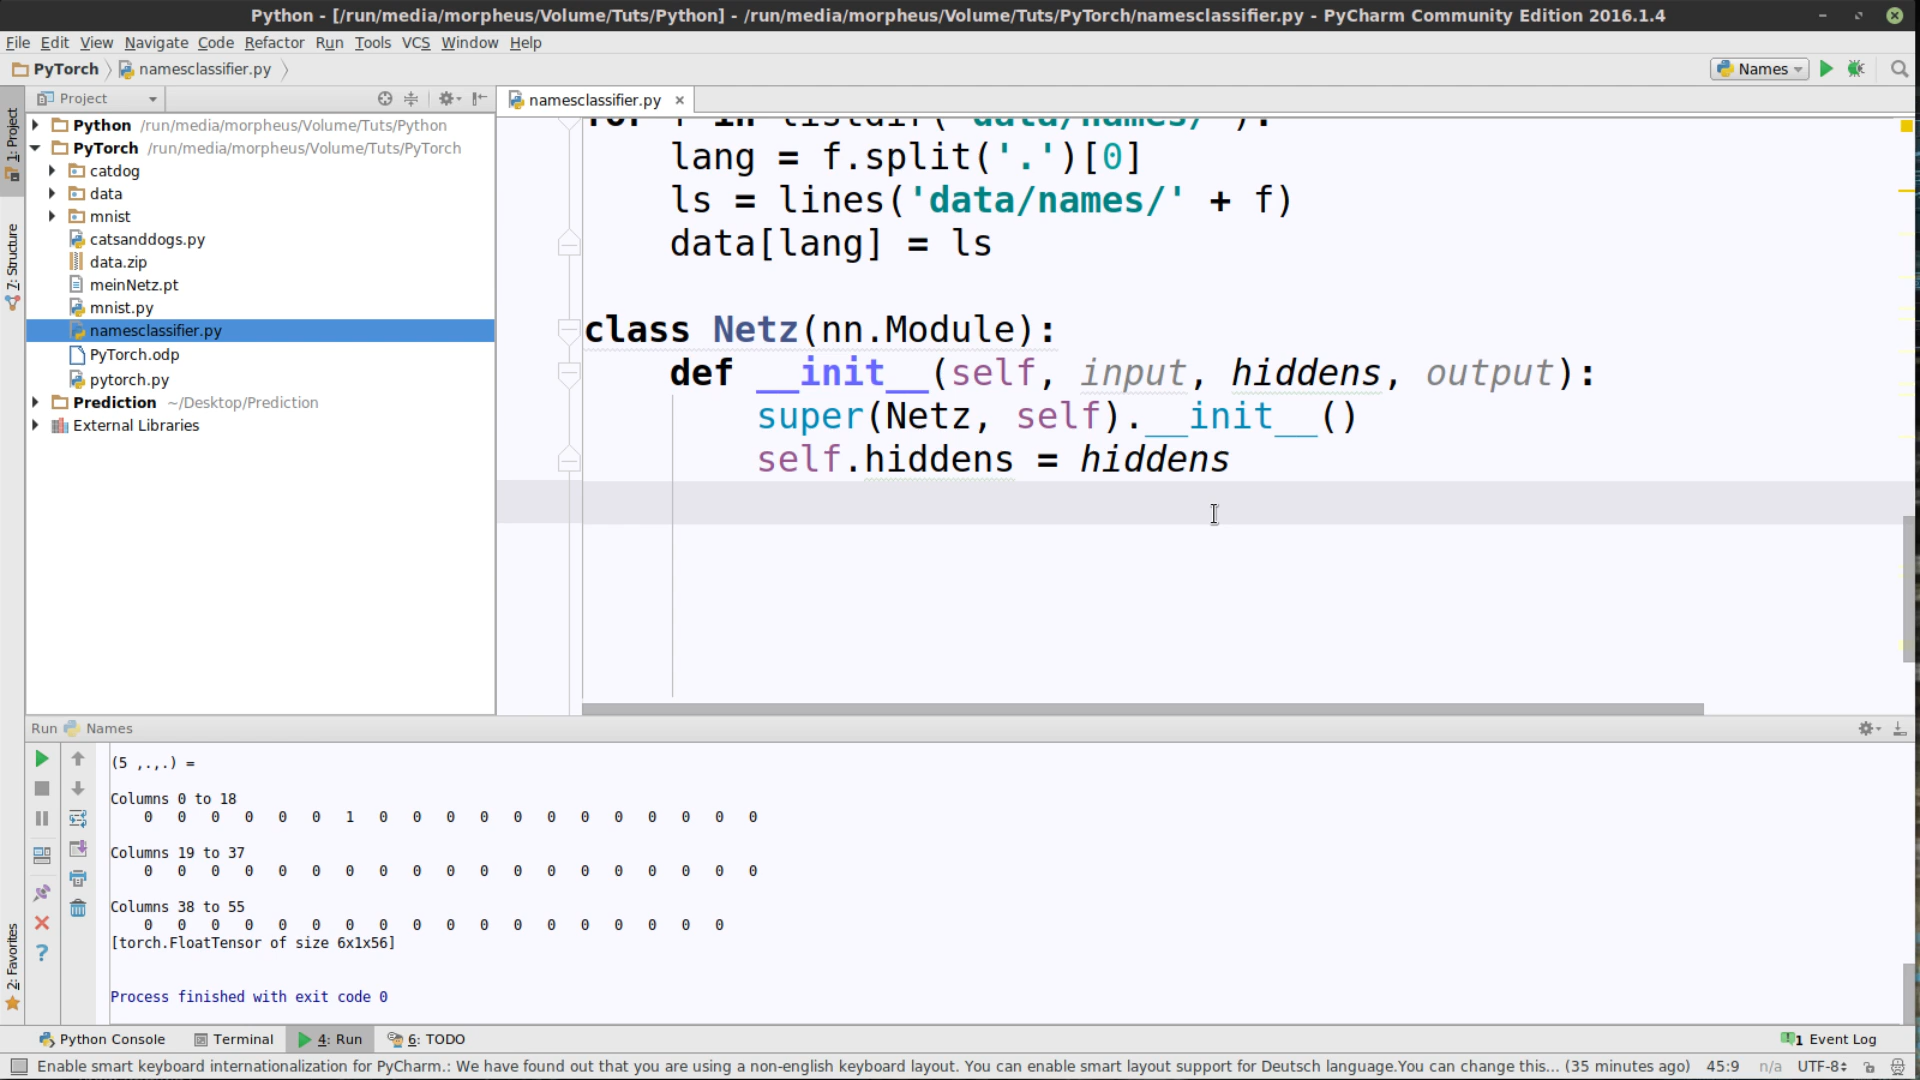 Python - [/run/media/morpheus/Volume/Tuts/Python] - /run/media/morpheus/Volume/Tuts/PyTorch/namesclassifier.py - PyCharm Community Edition 2016.1.4
File Edit View Navigate Code Refactor Run Tools VCS Window Help
PyTorch namesclassifier.py Names
1: Project
7: Structure
2: Favorites
Project
Python /run/media/morpheus/Volume/Tuts/Python
PyTorch /run/media/morpheus/Volume/Tuts/PyTorch
catdog
data
mnist
catsanddogs.py
data.zip
meinNetz.pt
mnist.py
namesclassifier.py
PyTorch.odp
pytorch.py
Prediction ~/Desktop/Prediction
External Libraries
namesclassifier.py
for f in listdir('data/names/'):
lang = f.split('.')[0]
ls = lines('data/names/' + f)
data[lang] = ls
class Netz(nn.Module):
def __init__(self, input, hiddens, output):
super(Netz, self).__init__()
self.hiddens = hiddens
Run Names
(5 ,.,.) =
Columns 0 to 18
0 0 0 0 0 0 1 0 0 0 0 0 0 0 0 0 0 0 0
Columns 19 to 37
0 0 0 0 0 0 0 0 0 0 0 0 0 0 0 0 0 0 0
Columns 38 to 55
0 0 0 0 0 0 0 0 0 0 0 0 0 0 0 0 0 0
[torch.FloatTensor of size 6x1x56]
Process finished with exit code 0
Python Console Terminal 4: Run 6: TODO 1 Event Log
Enable smart keyboard internationalization for PyCharm.: We have found out that you are using a non-english keyboard layout. You can enable smart layout support for Deutsch language.You can change this... (35 minutes ago) 45:9 n/a UTF-8